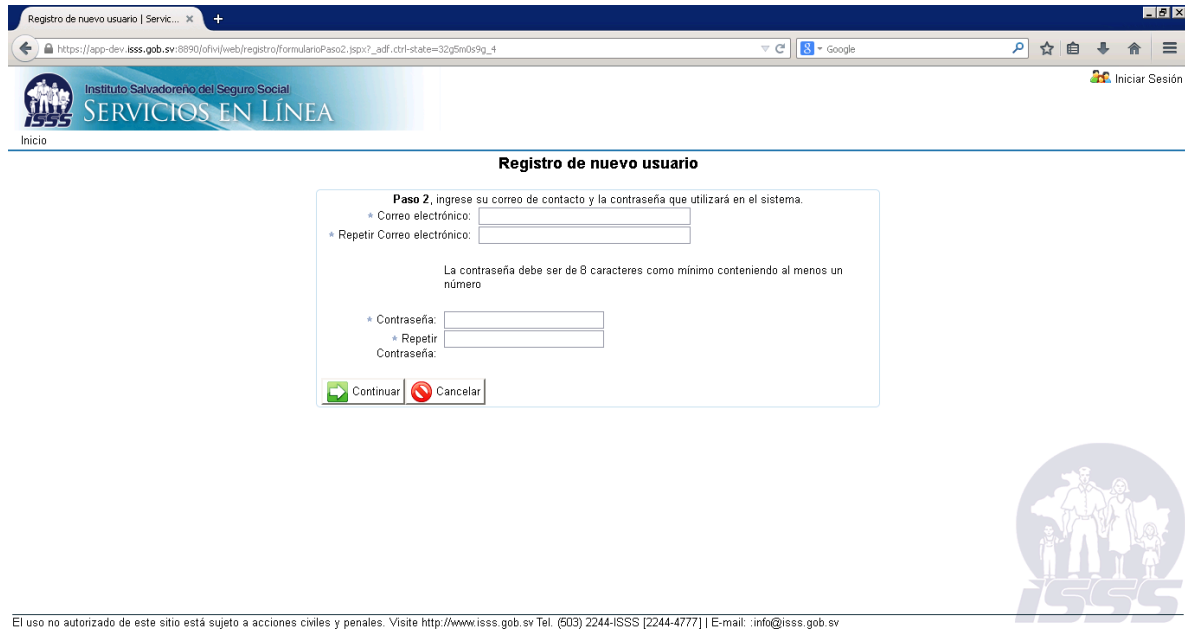 Registro de nuevo usuario | Servic...
https://app-dev.isss.gob.sv:8890/ofivi/web/registro/formularioPaso2.jspx?_adf.ctrl-state=32g5m0s9g_4
Google
Iniciar Sesión
Instituto Salvadoreño del Seguro Social
SERVICIOS EN LÍNEA
ISSS
Inicio
Registro de nuevo usuario
Paso 2, ingrese su correo de contacto y la contraseña que utilizará en el sistema.
* Correo electrónico:
* Repetir Correo electrónico:
La contraseña debe ser de 8 caracteres como mínimo conteniendo al menos un
número
* Contraseña:
* Repetir
Contraseña:
Continuar Cancelar
ISSS
El uso no autorizado de este sitio está sujeto a acciones civiles y penales. Visite http://www.isss.gob.sv Tel. (503) 2244-ISSS [2244-4777] | E-mail: :info@isss.gob.sv